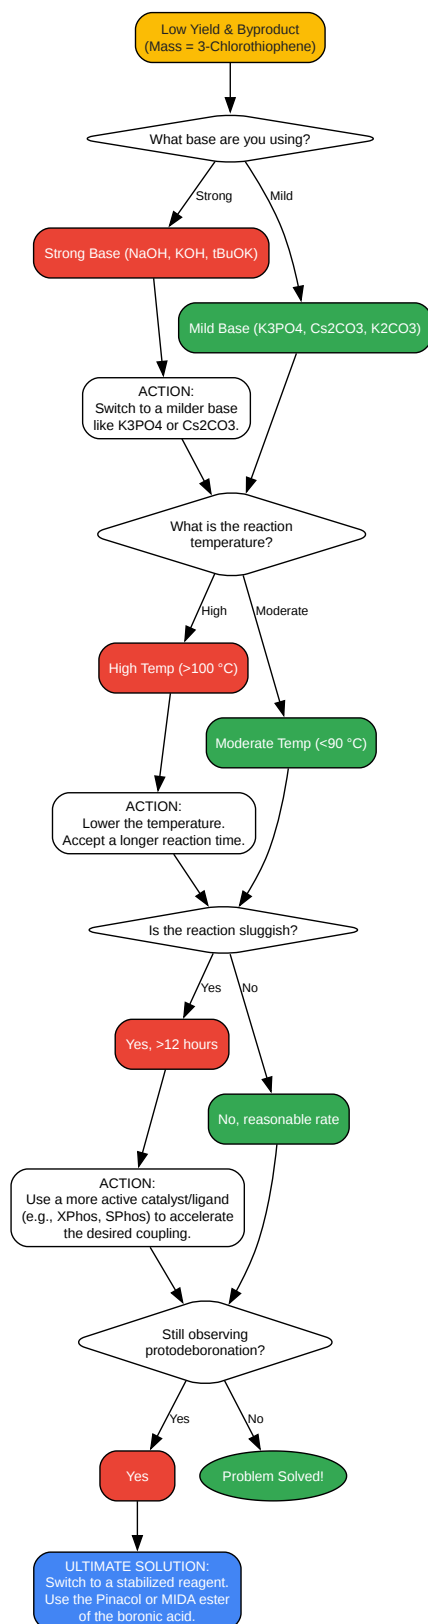 Low Yield & Byproduct
(Mass = 3-Chlorothiophene)
What base are you using?
Strong
Mild
Strong Base (NaOH, KOH, tBuOK)
Mild Base (K3PO4, Cs2CO3, K2CO3)
ACTION:
Switch to a milder base
like K3PO4 or Cs2CO3.
What is the reaction
temperature?
High
Moderate
High Temp (>100 °C)
Moderate Temp (<90 °C)
ACTION:
Lower the temperature.
Accept a longer reaction time.
Is the reaction sluggish?
Yes
No
Yes, >12 hours
No, reasonable rate
ACTION:
Use a more active catalyst/ligand
(e.g., XPhos, SPhos) to accelerate
the desired coupling.
Still observing
protodeboronation?
Yes
No
Yes
Problem Solved!
ULTIMATE SOLUTION:
Switch to a stabilized reagent.
Use the Pinacol or MIDA ester
of the boronic acid.